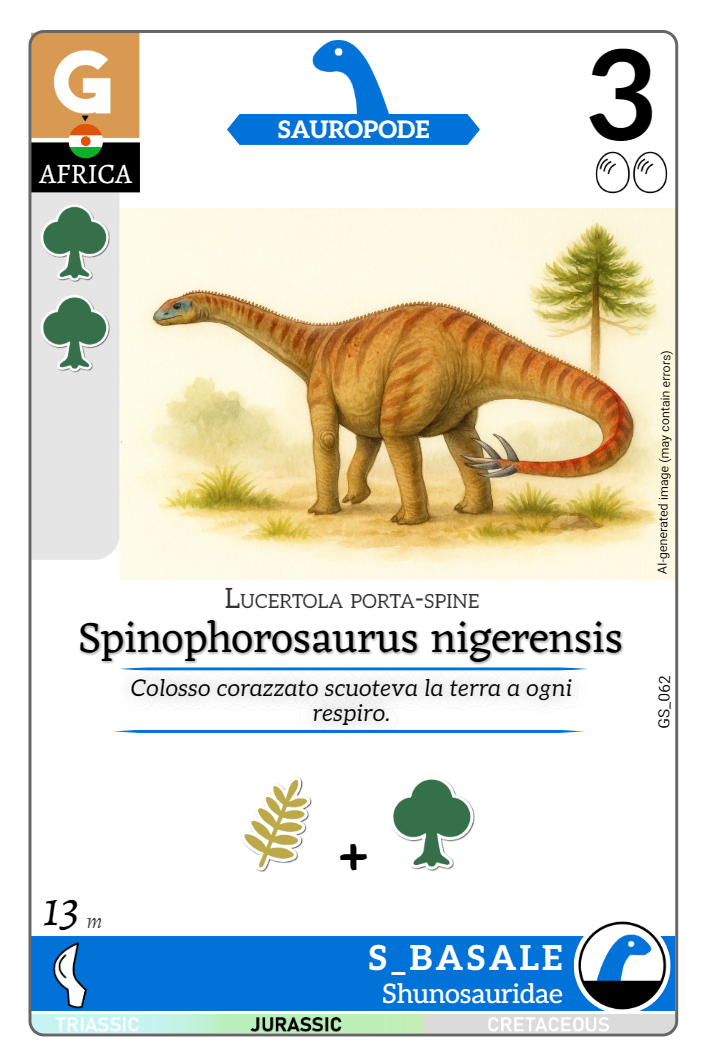 G
AFRICA
SAUROPODE
3
AI-generated image (may contain errors)
Lucertola porta-spine
Spinophorosaurus nigerensis
Colosso corazzato scuoteva la terra a ogni
respiro.
GS_062
+
13 m
S_BASALE
Shunosauridae
TRIASSIC JURASSIC CRETACEOUS